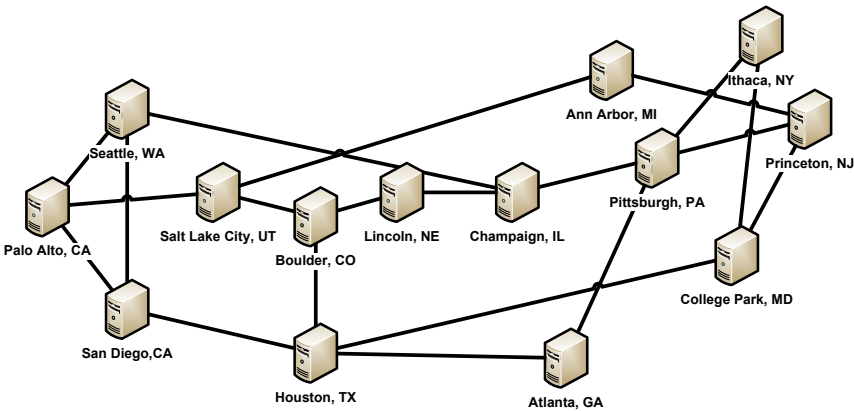 Ithaca, NY
Ann Arbor, MI
Seattle, WA
Princeton, NJ
Pittsburgh, PA
Palo Alto, CA
Salt Lake City, UT
Lincoln, NE
Champaign, IL
Boulder, CO
College Park, MD
San Diego,CA
Houston, TX
Atlanta, GA